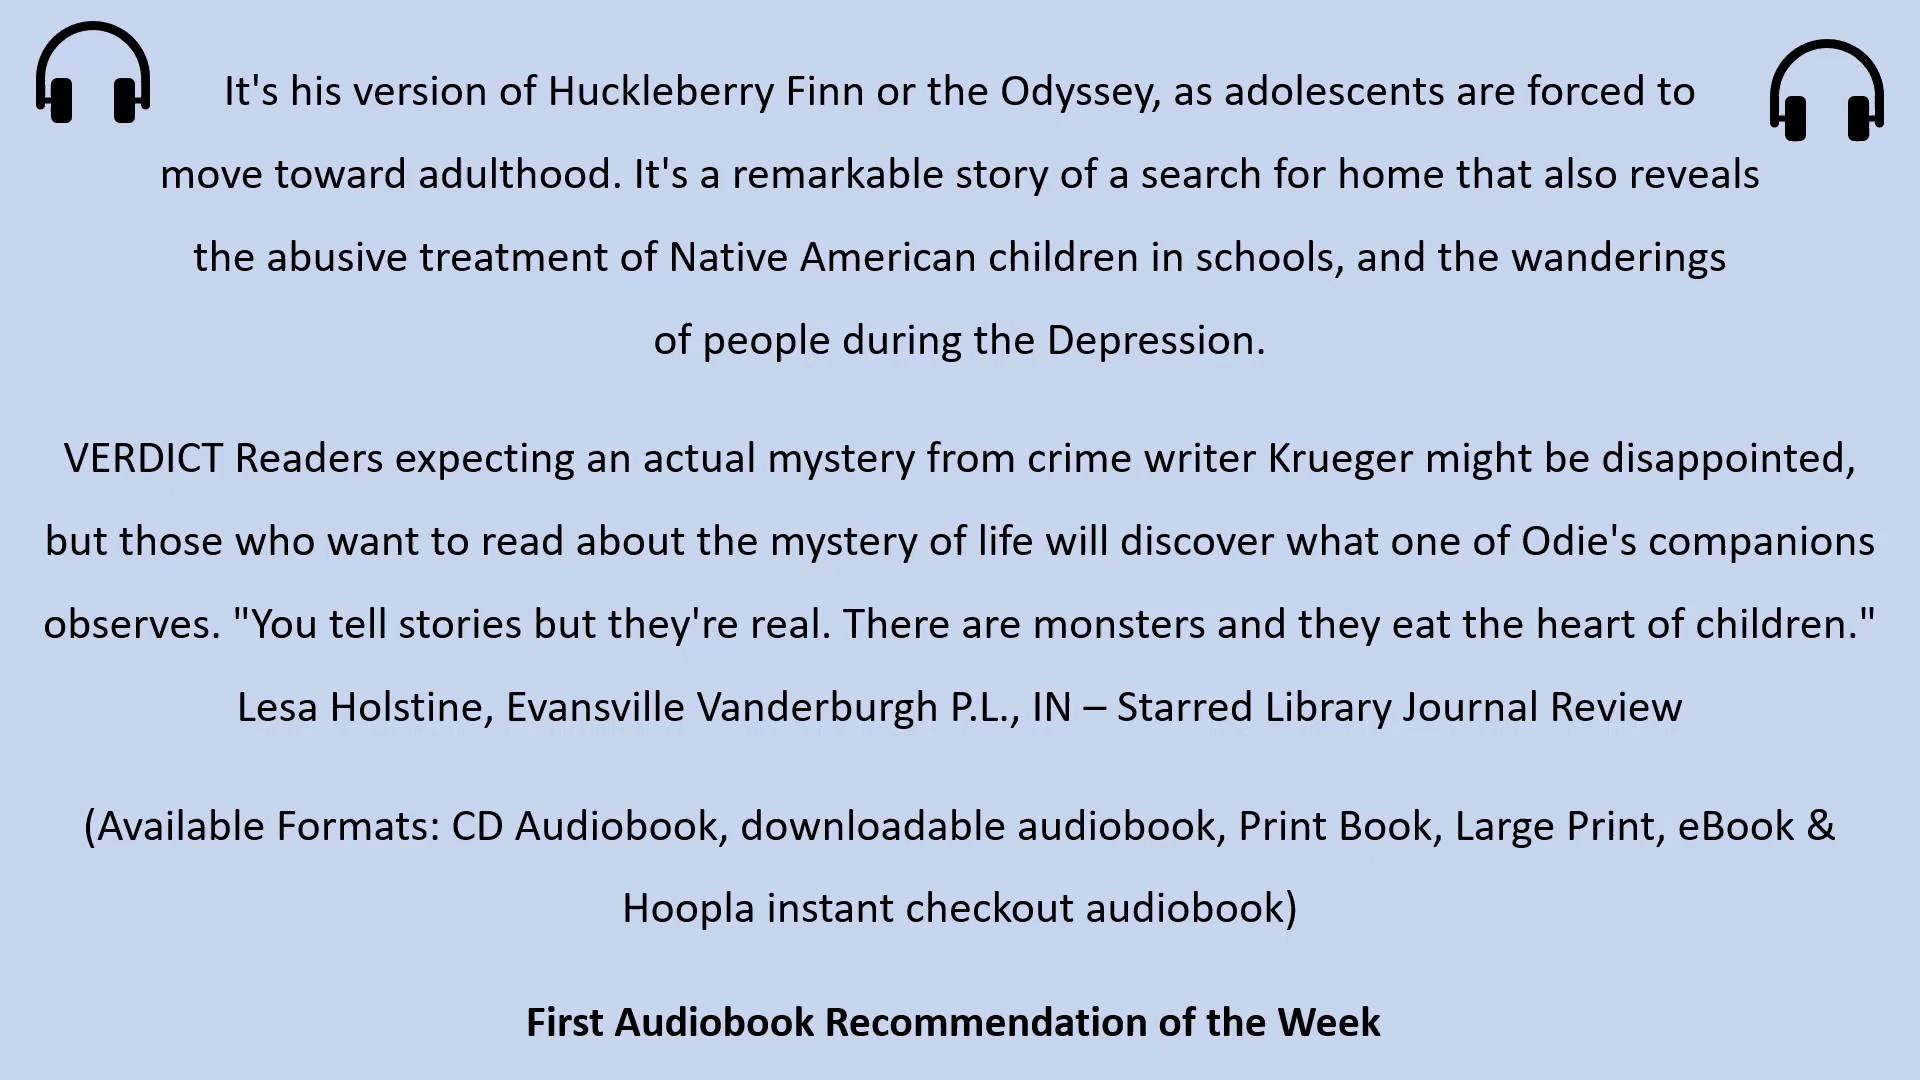 It's his version of Huckleberry Finn or the Odyssey, as adolescents are forced to
move toward adulthood. It's a remarkable story of a search for home that also reveals
the abusive treatment of Native American children in schools, and the wanderings
of people during the Depression.
VERDICT Readers expecting an actual mystery from crime writer Krueger might be disappointed,
but those who want to read about the mystery of life will discover what one of Odie's companions
observes. "You tell stories but they're real. There are monsters and they eat the heart of children."
Lesa Holstine, Evansville Vanderburgh P.L., IN – Starred Library Journal Review
(Available Formats: CD Audiobook, downloadable audiobook, Print Book, Large Print, eBook &
Hoopla instant checkout audiobook)
First Audiobook Recommendation of the Week